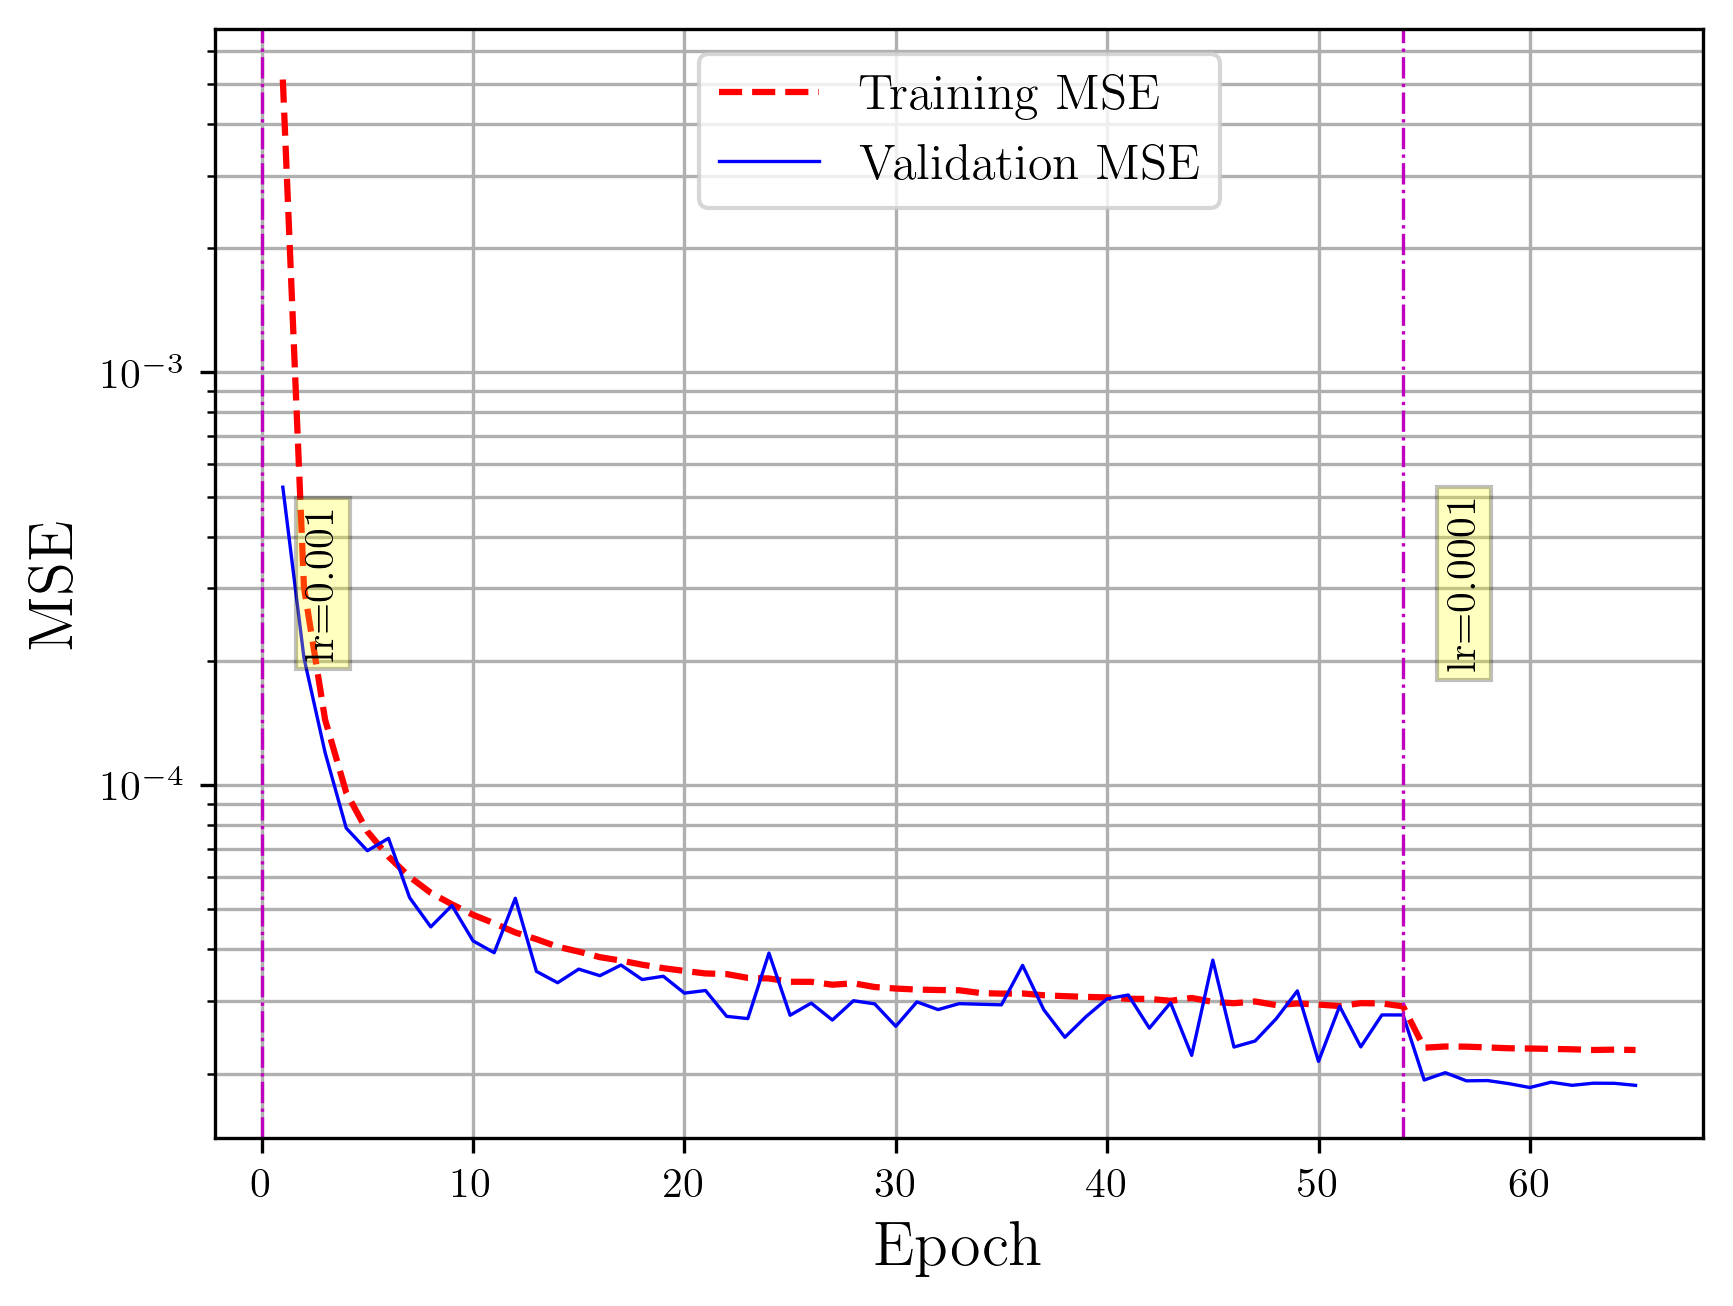 Training MSE
Validation MSE
10⁻³
10⁻⁴
MSE
lr=0.001
lr=0.0001
0 10 20 30 40 50 60
Epoch